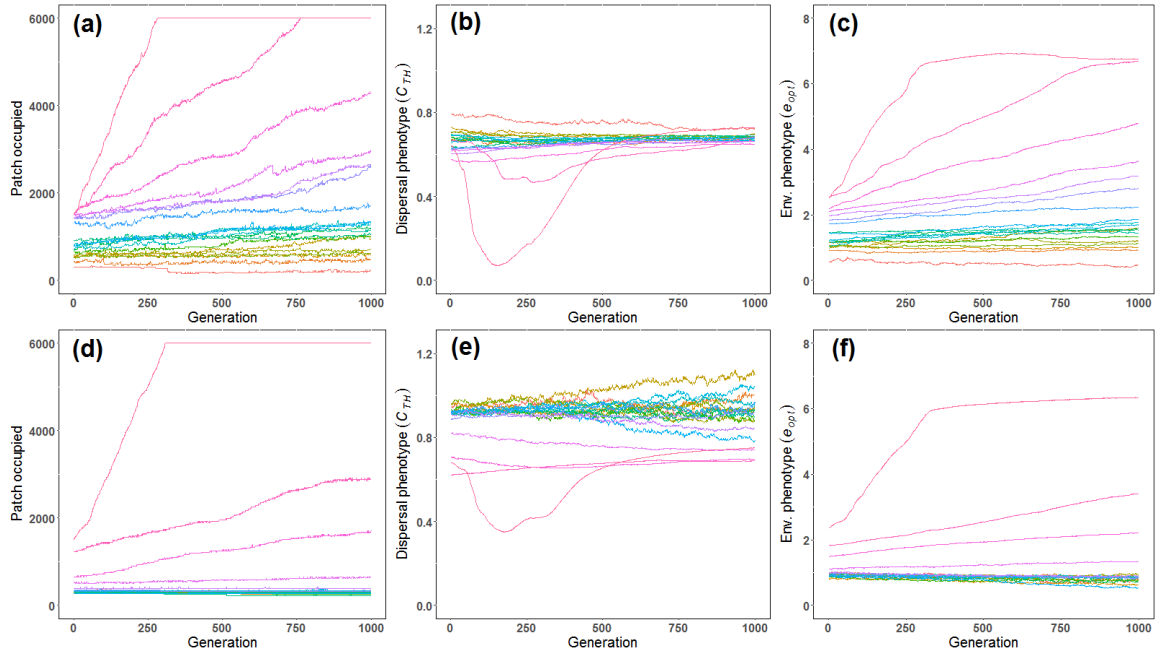 (a)
Patch occupied
6000
4000
2000
0
0 250 500 750 1000
Generation
(b)
Dispersal phenotype (C_TH)
1.2
0.8
0.4
0.0
0 250 500 750 1000
Generation
(c)
Env. phenotype (e_opt)
8
6
4
2
0
0 250 500 750 1000
Generation
(d)
Patch occupied
6000
4000
2000
0
0 250 500 750 1000
Generation
(e)
Dispersal phenotype (C_TH)
1.2
0.8
0.4
0.0
0 250 500 750 1000
Generation
(f)
Env. phenotype (e_opt)
8
6
4
2
0
0 250 500 750 1000
Generation